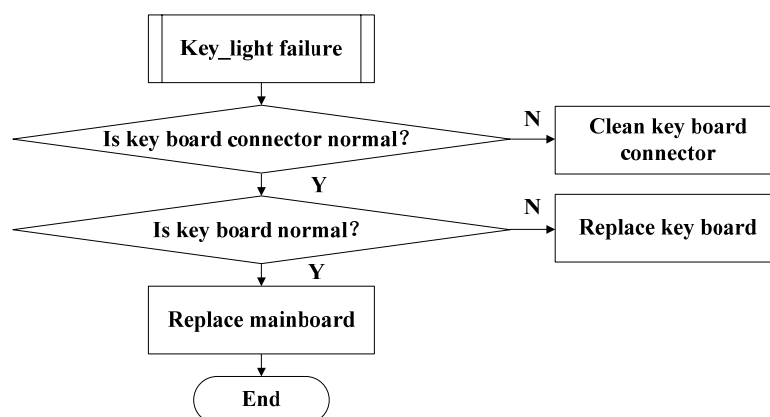 Key_light failure
Is key board connector normal?
N
Clean key board
connector
Y
Is key board normal?
N
Replace key board
Y
Replace mainboard
End